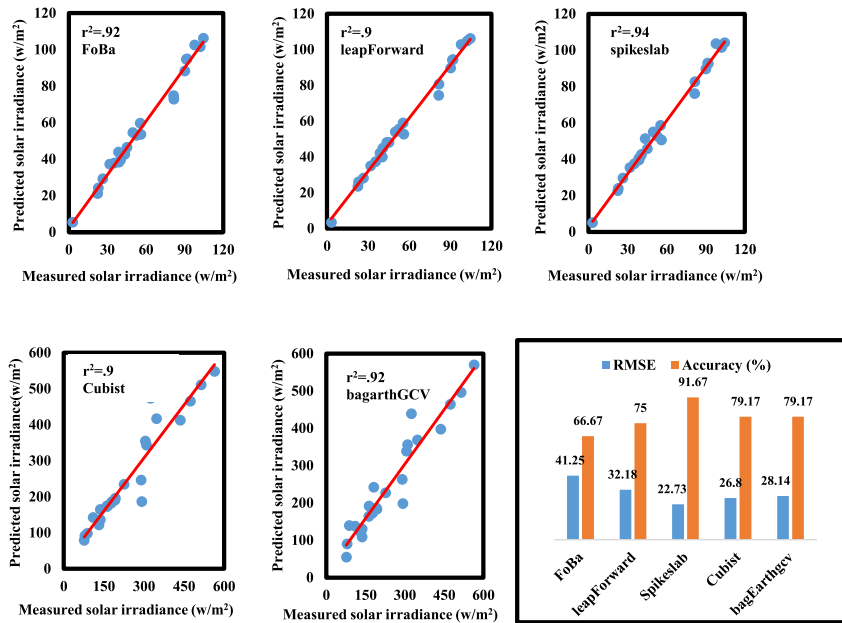 r²=.92
FoBa
Predicted solar irradiance (w/m²)
120
100
80
60
40
20
0
0 30 60 90 120
Measured solar irradiance (w/m²)
r²=.9
leapForward
Predicted solar irradiance (w/m²)
120
100
80
60
40
20
0
0 30 60 90 120
Measured solar irradiance (w/m²)
r²=.94
spikeslab
Predicted solar irradiance (w/m2)
120
100
80
60
40
20
0
0 30 60 90 120
Measured solar irradiance (w/m²)
r²=.9
Cubist
Predicted solar irradiance(w/m²)
600
500
400
300
200
100
0
0 150 300 450 600
Measured solar irradiance (w/m²)
r²=.92
bagarthGCV
Predicted solar irradiance (w/m²)
600
500
400
300
200
100
0
0 150 300 450 600
Measured solar irradiance (w/m²)
RMSE Accuracy (%)
41.25 66.67
32.18 75
22.73 91.67
26.8 79.17
28.14 79.17
FoBa
leapForward
Spikeslab
Cubist
bagEarthgcv